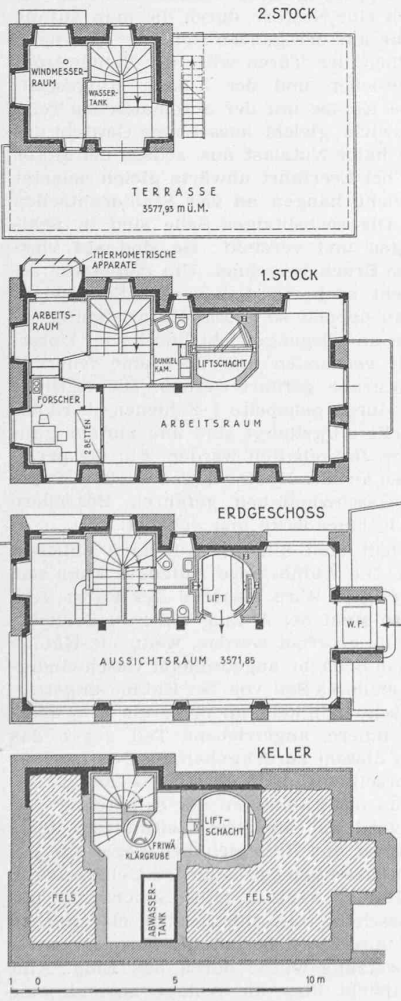 2. STOCK
WINDMESSER
RAUM
WASSER-
TANK
TERRASSE
3577,95 m ü. M.
THERMOMETRISCHE
APPARATE
1. STOCK
ARBEITS-
RAUM
DUNKEL
KAM.
LIFTSCHACHT
FORSCHER
2 BETTEN
ARBEITSRAUM
ERDGESCHOSS
LIFT
W. F.
AUSSICHTSRAUM 3571,85
KELLER
LIFT-
SCHACHT
FRIWA
KLÄRGRUBE
FELS
ABWASSER-
TANK
FELS
1 0 5 10 m